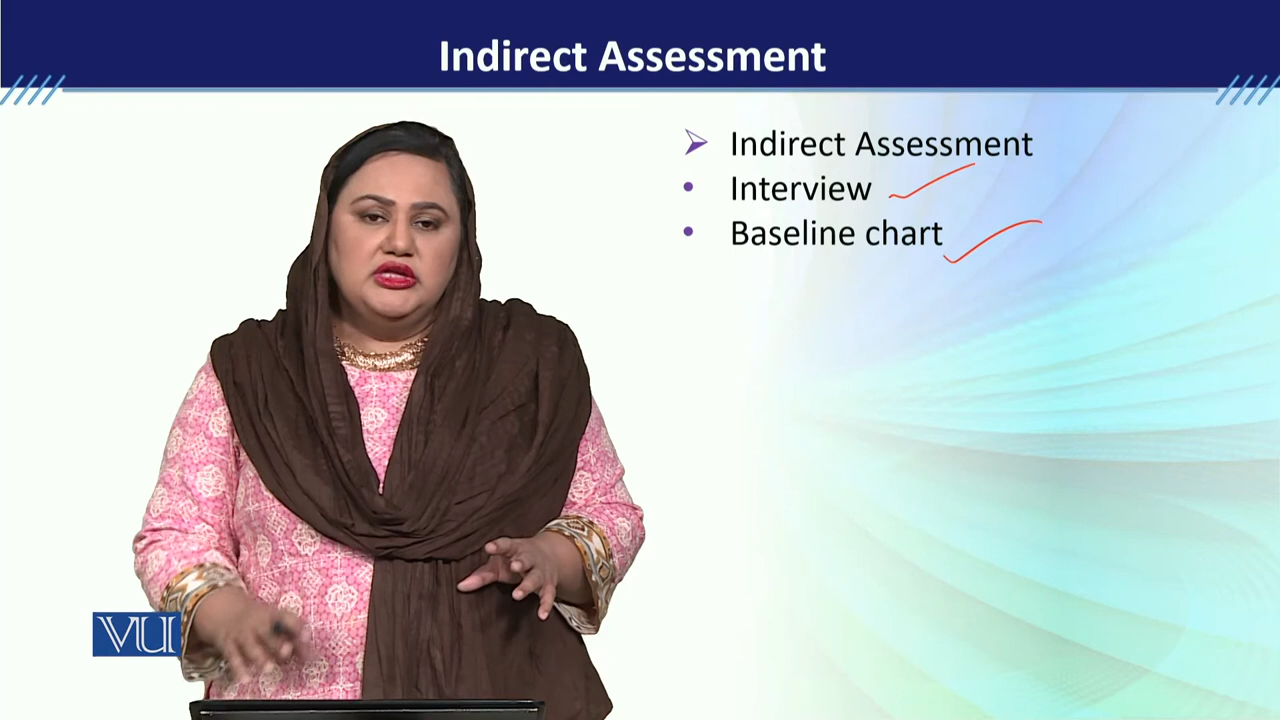 Indirect Assessment
➢ Indirect Assessment
• Interview
• Baseline chart
VU